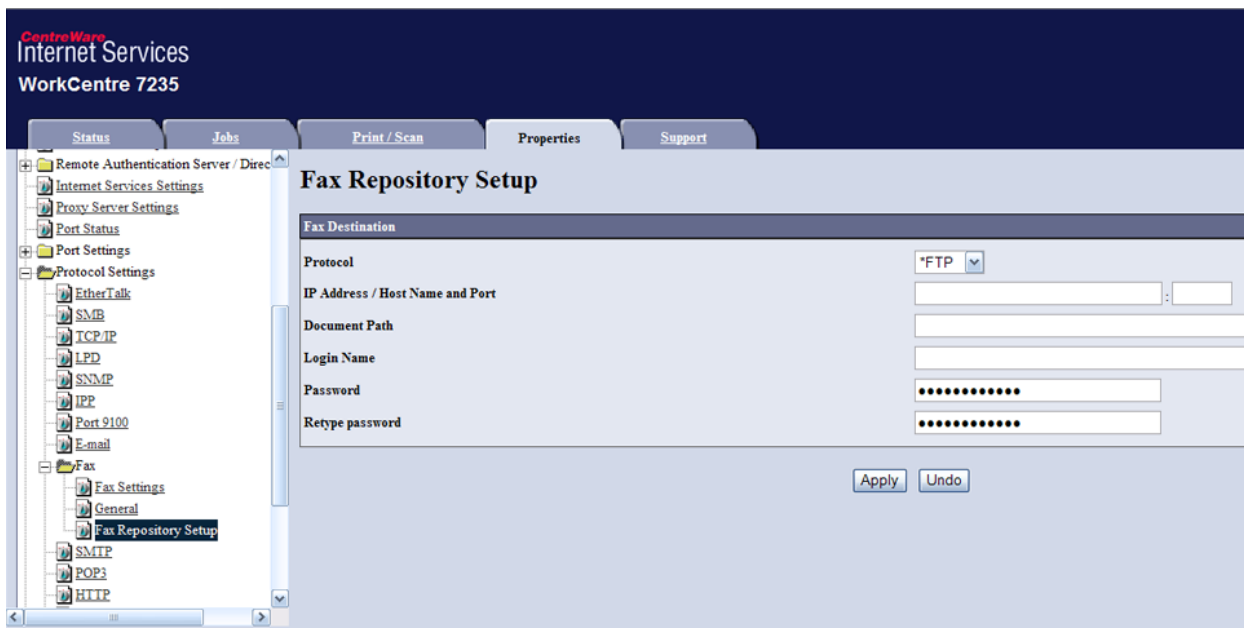 CentreWare
Internet Services
WorkCentre 7235
Status Jobs Print / Scan Properties Support
Remote Authentication Server / Direc
Internet Services Settings
Proxy Server Settings
Port Status
Port Settings
Protocol Settings
EtherTalk
SMB
TCP/IP
LPD
SNMP
IPP
Port 9100
E-mail
Fax
Fax Settings
General
Fax Repository Setup
SMTP
POP3
HTTP
Fax Repository Setup
Fax Destination
Protocol *FTP
IP Address / Host Name and Port :
Document Path
Login Name
Password ••••••••••••
Retype password ••••••••••••
Apply Undo